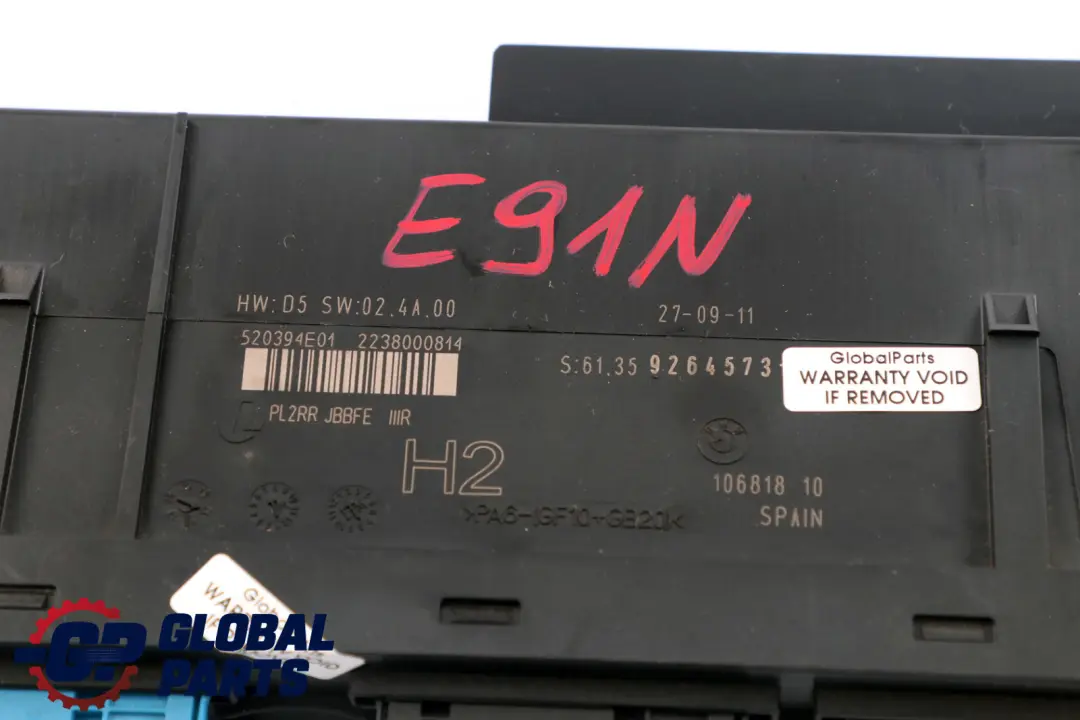 E91N
HW: D5 SW:02.4A.00
27-09-11
520394E01 2238000814
S:61.35 9264573
GlobalParts
WARRANTY VOID
IF REMOVED
PL2RR JBBFE IIIR
H2
106818 10
SPAIN
>PA6-(GF10+GB20)<
GP GLOBAL
PARTS